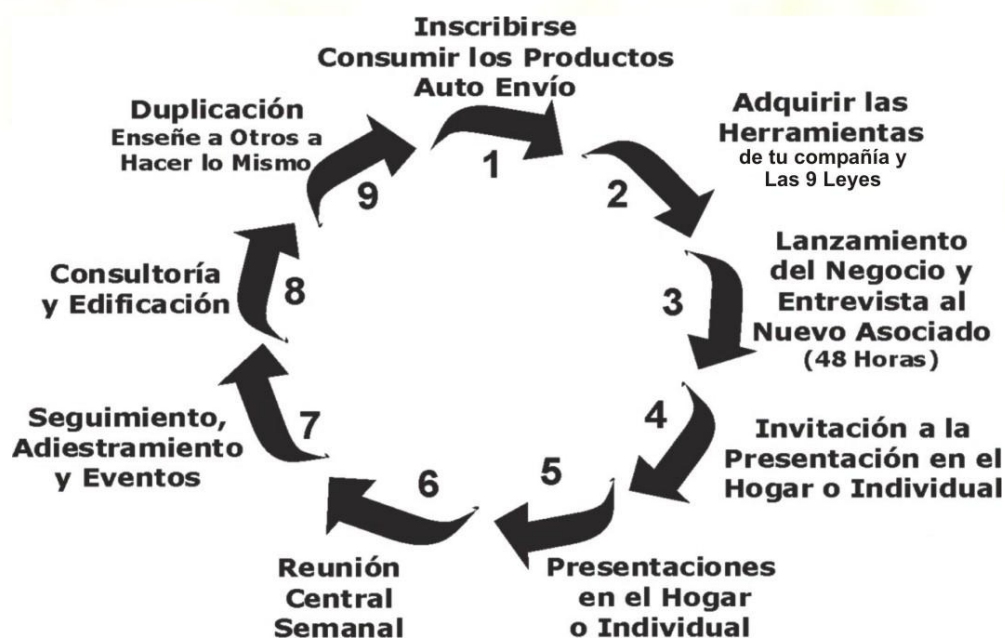 Inscribirse
Consumir los Productos
Auto Envío
1
Adquirir las
Herramientas
de tu compañía y
Las 9 Leyes
2
Lanzamiento
del Negocio y
Entrevista al
Nuevo Asociado
(48 Horas)
3
Invitación a la
Presentación en el
Hogar o Individual
4
Presentaciones
en el Hogar
o Individual
5
Reunión
Central
Semanal
6
Seguimiento,
Adiestramiento
y Eventos
7
Consultoría
y Edificación
8
Duplicación
Enseñe a Otros a
Hacer lo Mismo
9